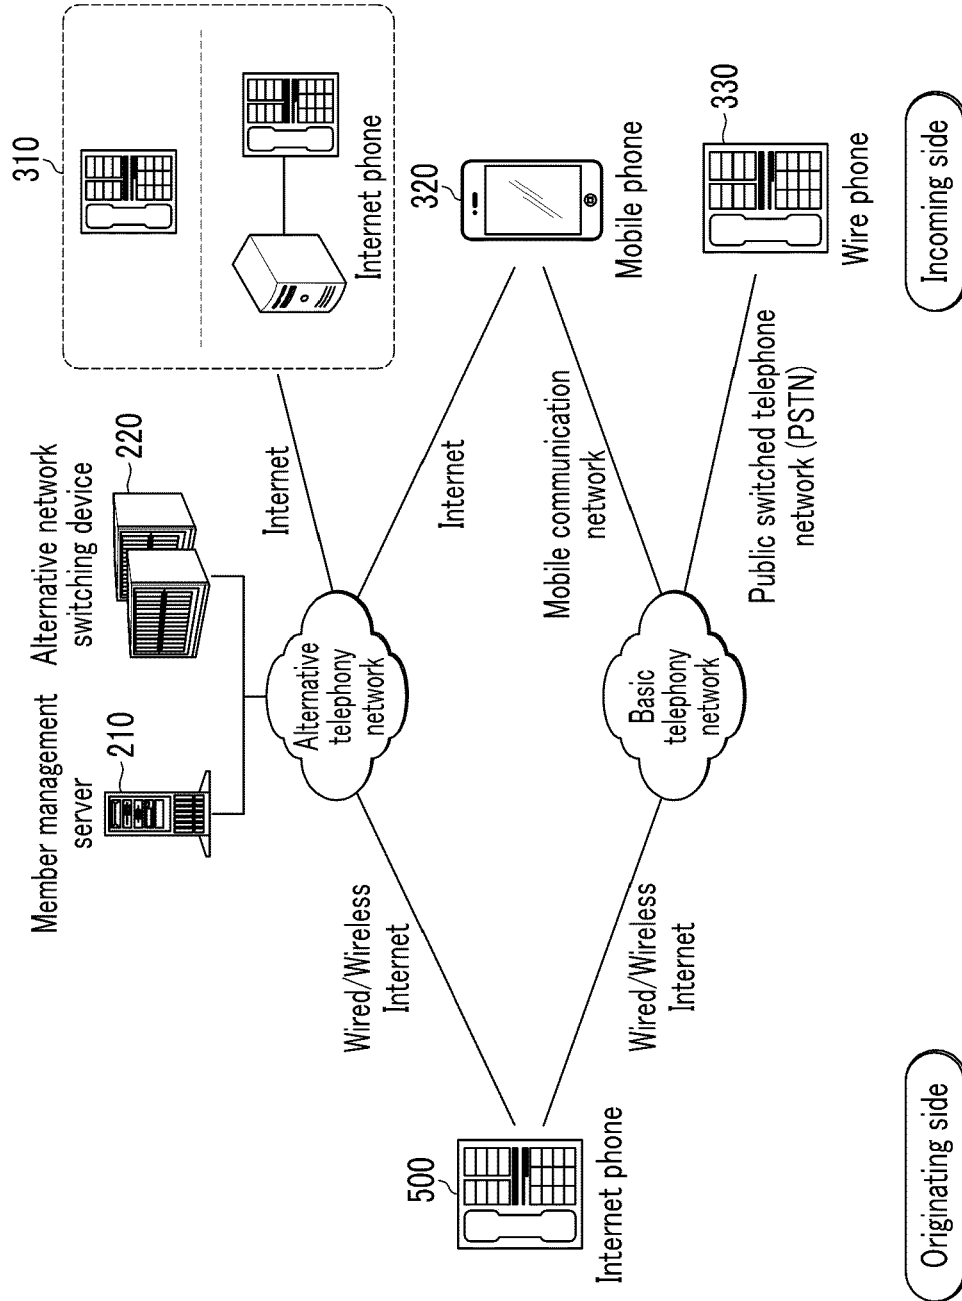 Member management
server
210
Alternative network
switching device
220
310
Internet phone
Internet
Alternative
telephony
network
Wired/Wireless
Internet
Internet
320
Mobile phone
500
Internet phone
Mobile communication
network
Basic
telephony
network
Wired/Wireless
Internet
330
Wire phone
Public switched telephone
network (PSTN)
Originating side
Incoming side